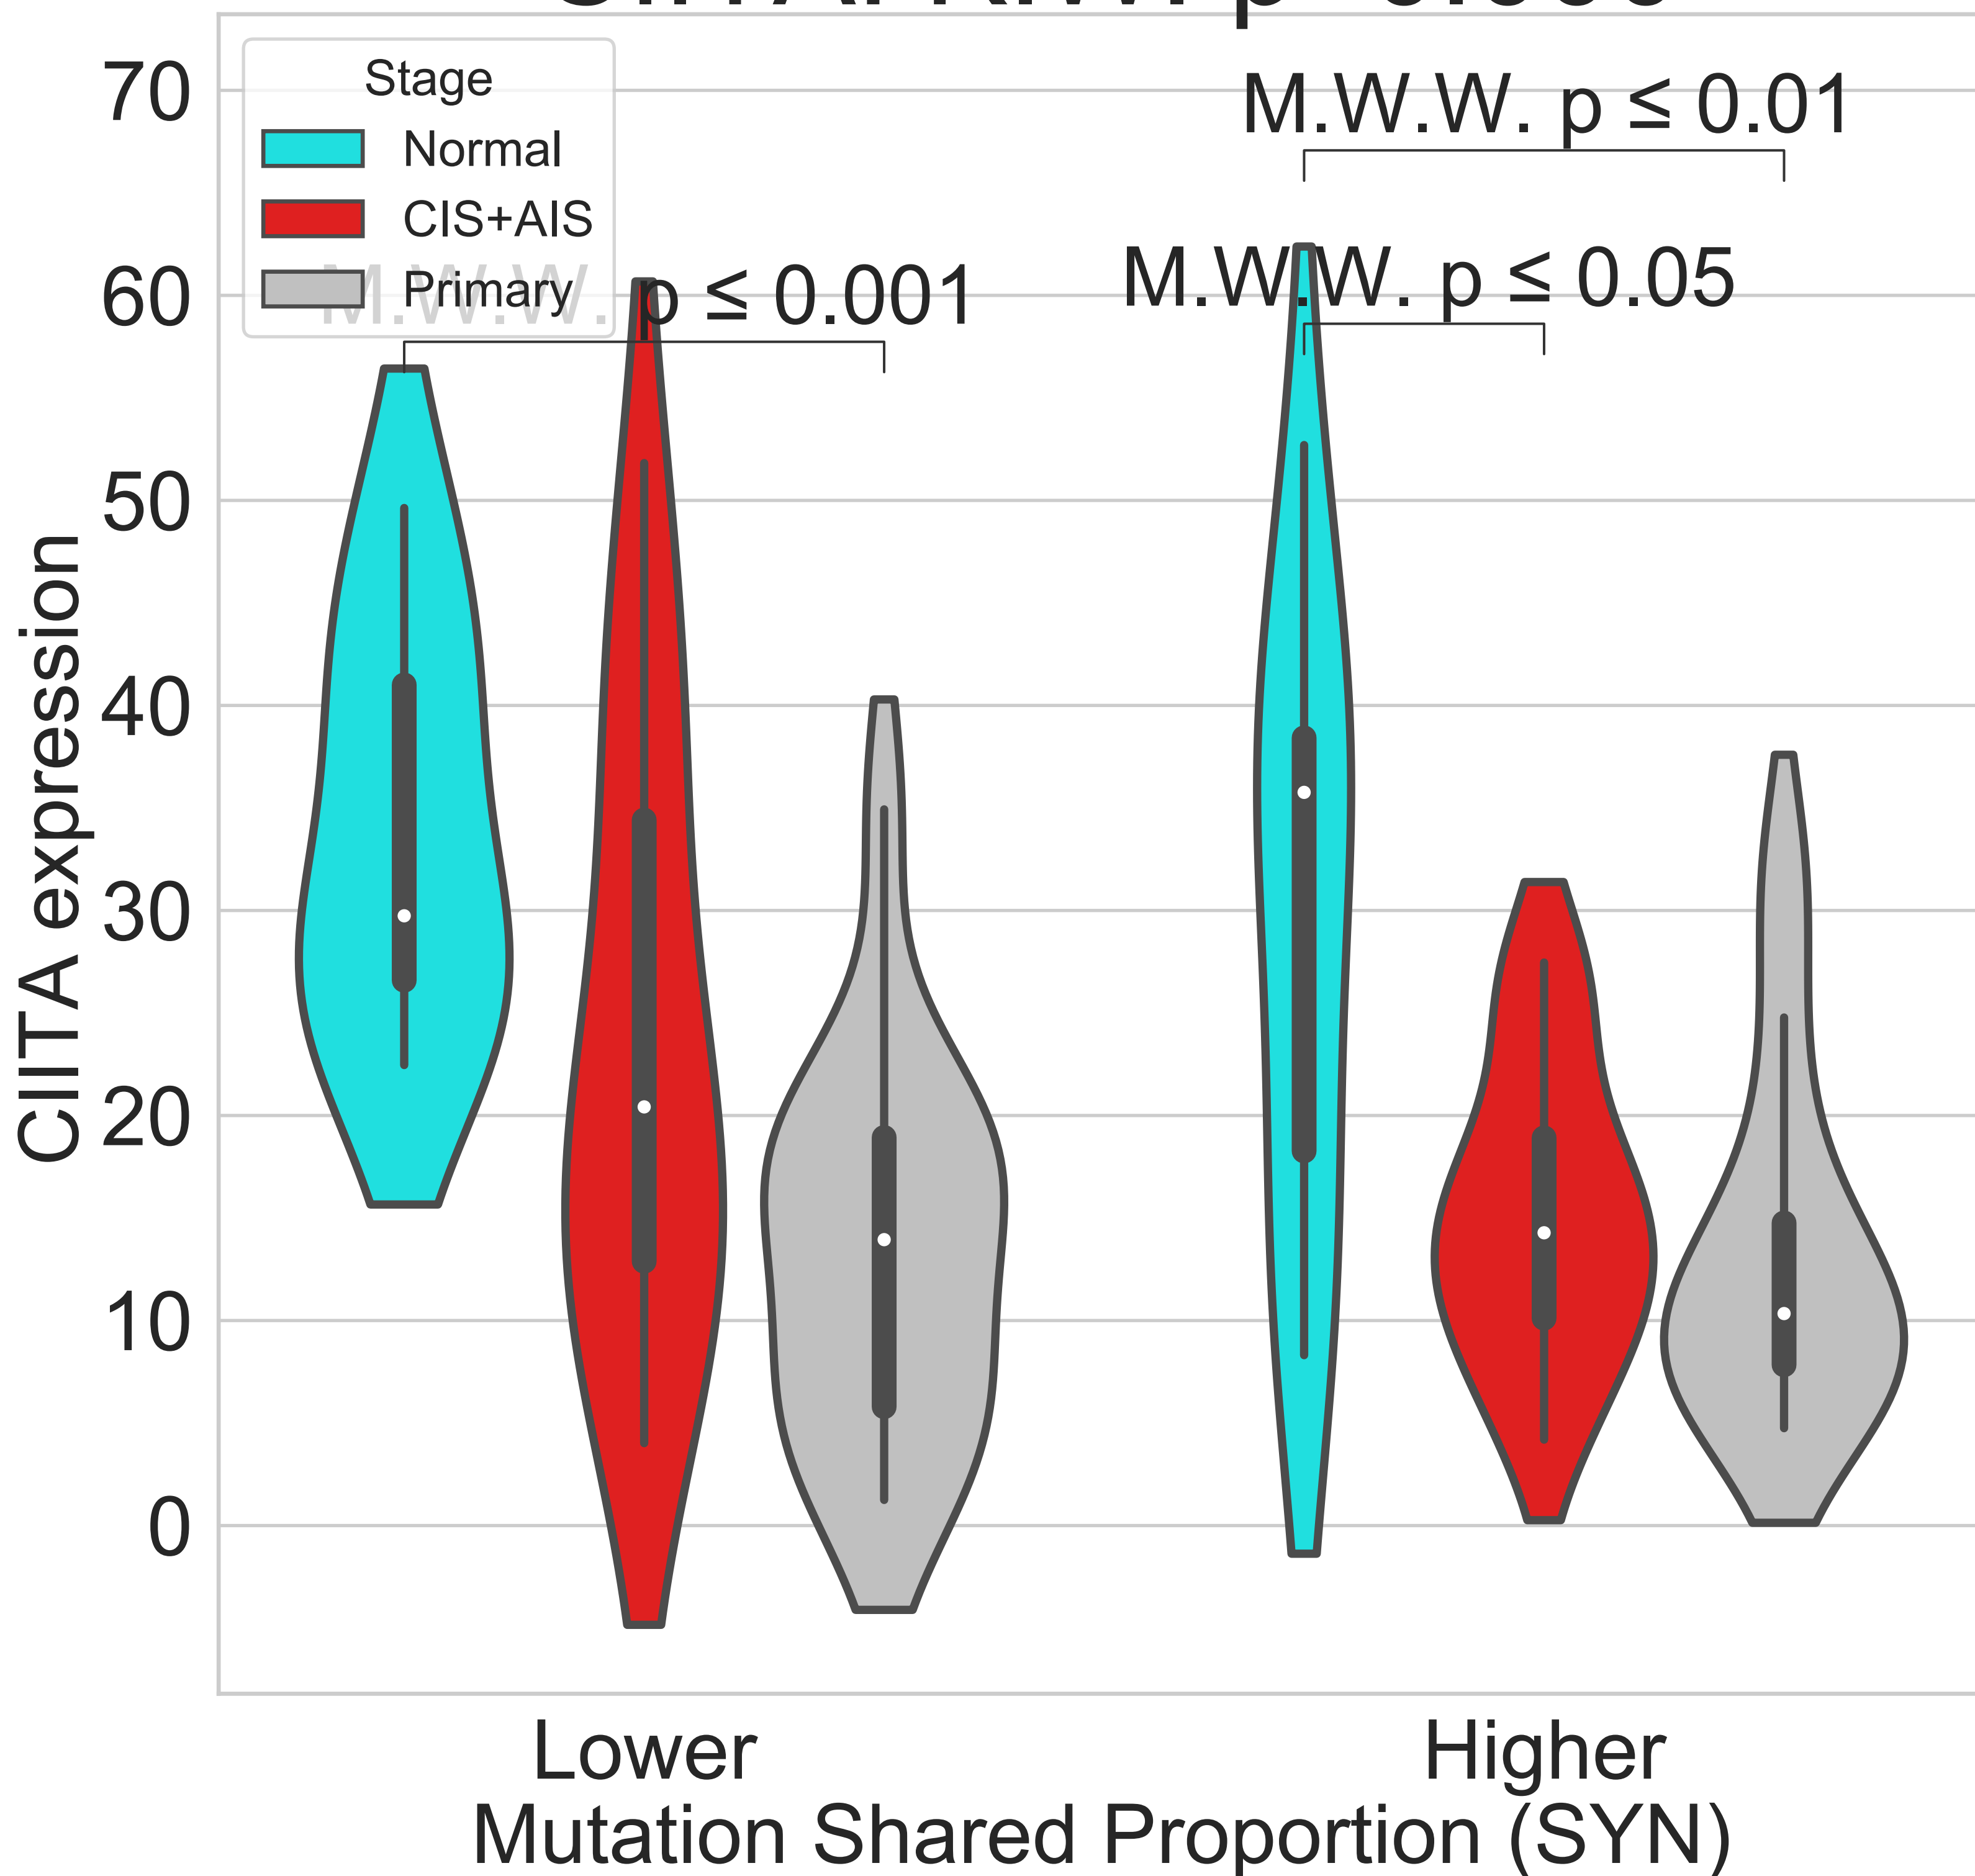 70
60
50
40
30
20
10
0
CIITA expression
Stage
Normal
CIS+AIS
Primary
M.W.W. p ≤ 0.001
M.W.W. p ≤ 0.01
M.W.W. p ≤ 0.05
Lower
Higher
Mutation Shared Proportion (SYN)